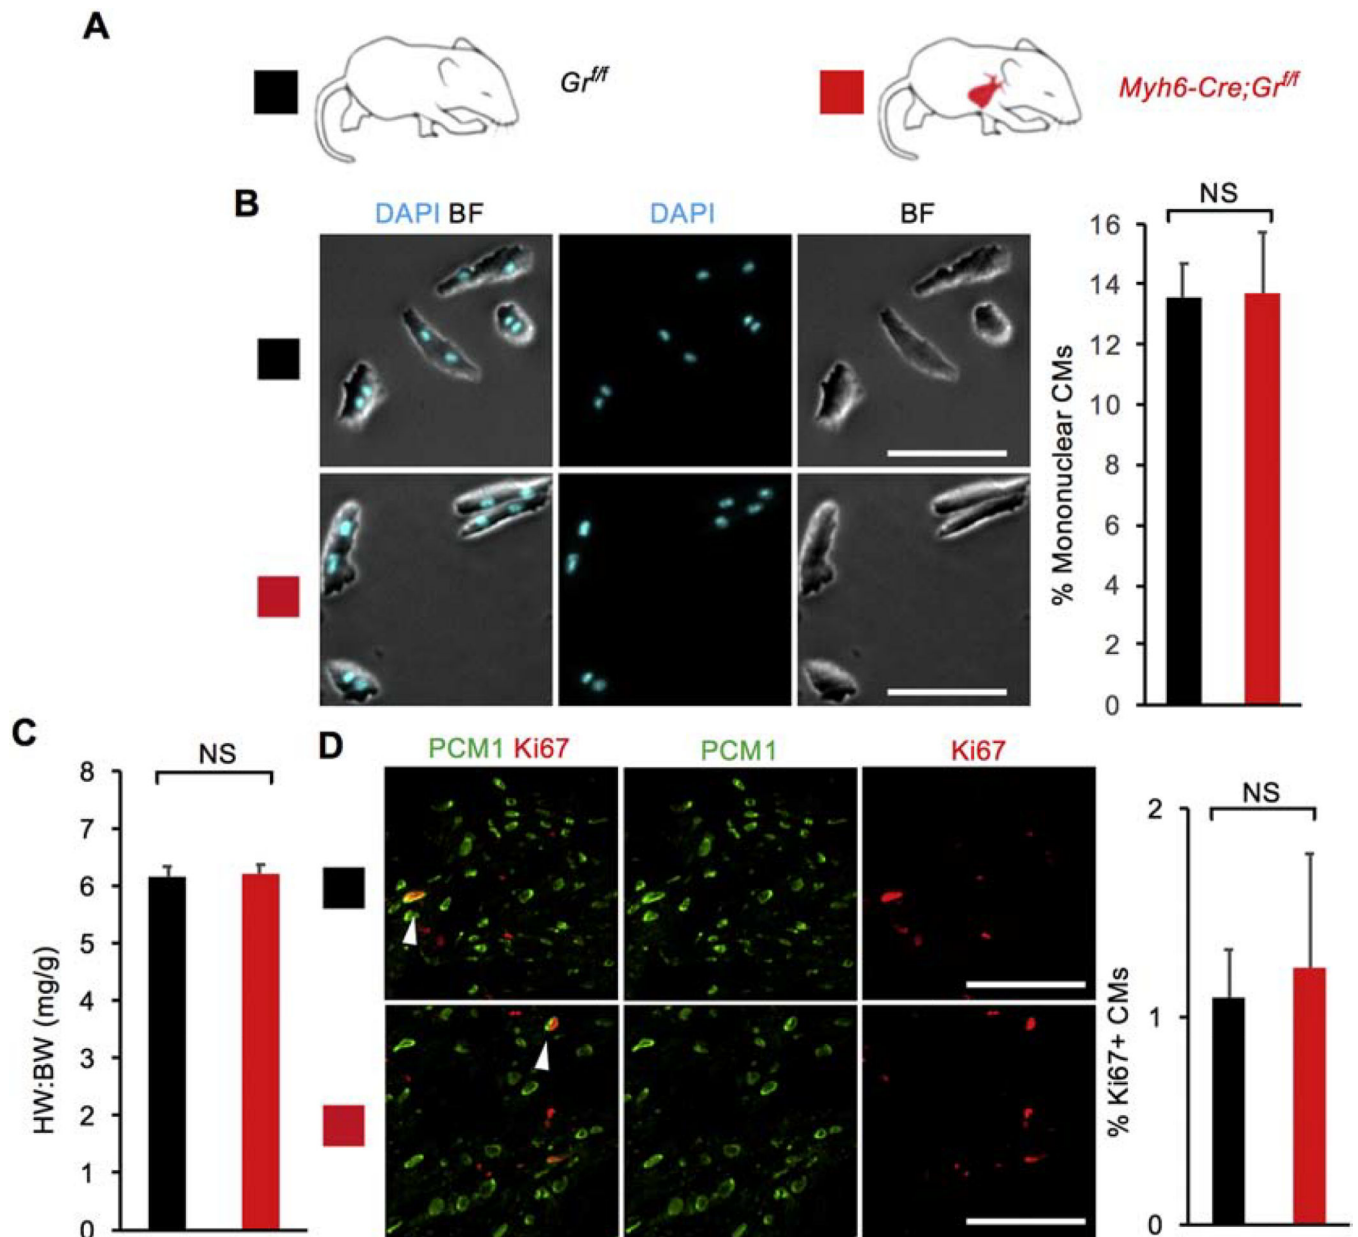 A
Gr^f/f
Myh6-Cre;Gr^f/f
B
DAPI BF
DAPI
BF
NS
% Mononuclear CMs
16
14
12
10
8
6
4
2
0
C
NS
HW:BW (mg/g)
8
7
6
5
4
3
2
1
0
D
PCM1 Ki67
PCM1
Ki67
NS
% Ki67+ CMs
2
1
0